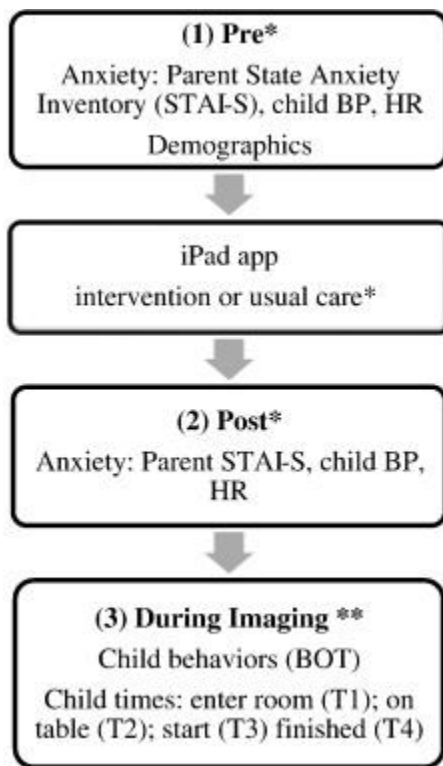 (1) Pre*
Anxiety: Parent State Anxiety
Inventory (STAI-S), child BP, HR
Demographics
iPad app
intervention or usual care*
(2) Post*
Anxiety: Parent STAI-S, child BP,
HR
(3) During Imaging **
Child behaviors (BOT)
Child times: enter room (T1); on
table (T2); start (T3) finished (T4)